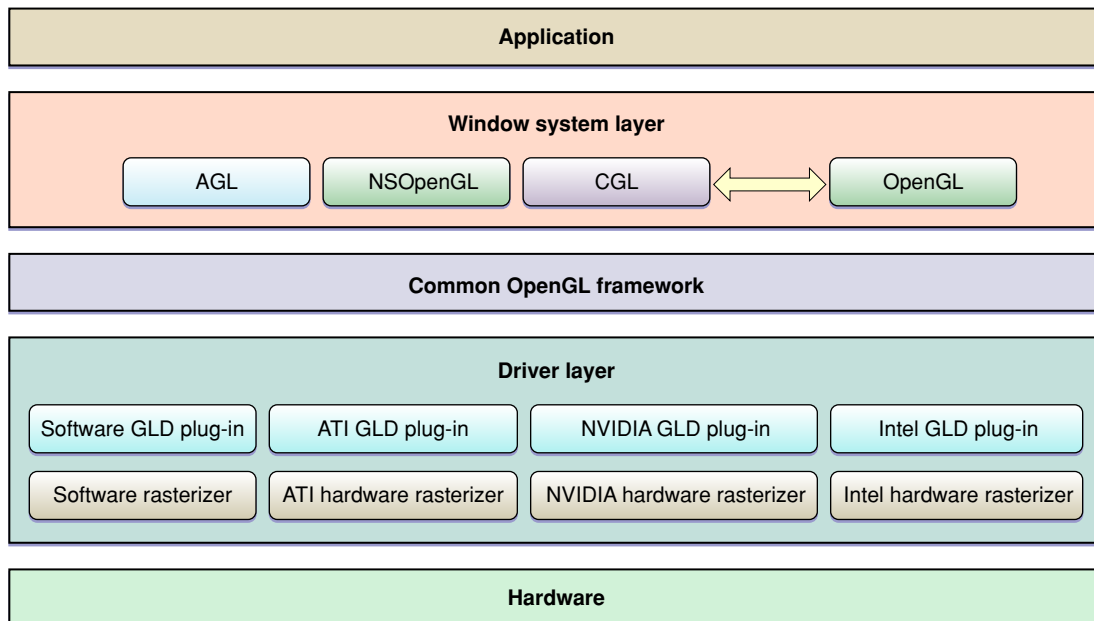 Application
Window system layer
AGL
NSOpenGL
CGL
OpenGL
Common OpenGL framework
Driver layer
Software GLD plug-in
ATI GLD plug-in
NVIDIA GLD plug-in
Intel GLD plug-in
Software rasterizer
ATI hardware rasterizer
NVIDIA hardware rasterizer
Intel hardware rasterizer
Hardware